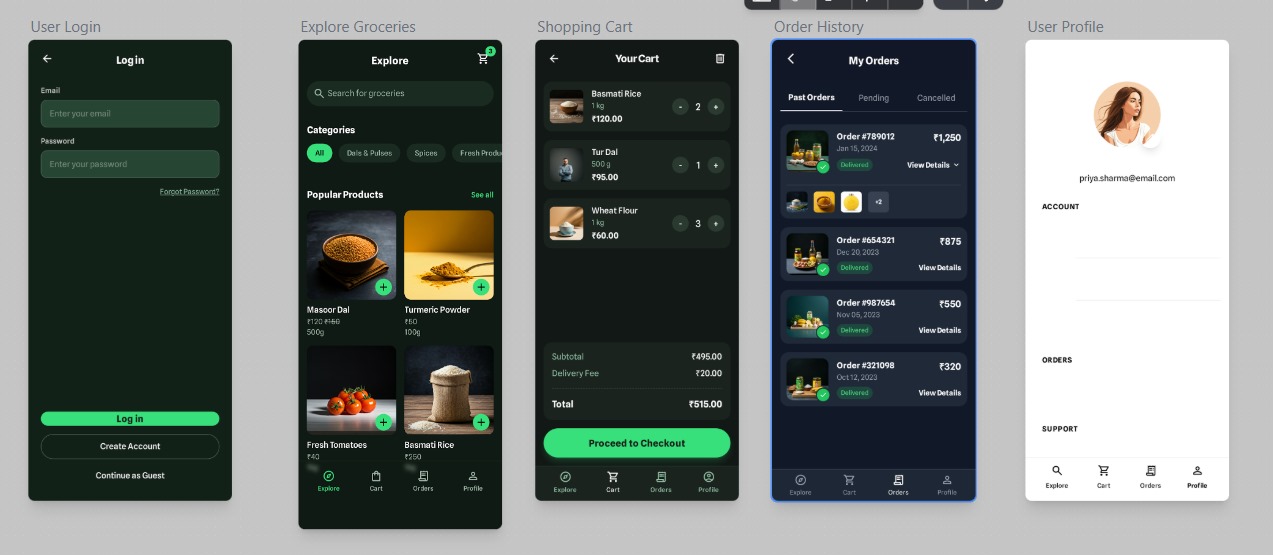 User Login
Log in
Email
Enter your email
Password
Enter your password
Forgot Password?
Log in
Create Account
Continue as Guest
Explore Groceries
Explore
3
Search for groceries
Categories
All
Dals & Pulses
Spices
Fresh Produ
Popular Products
See all
Masoor Dal
₹120 ₹150
500g
Turmeric Powder
₹50
100g
Fresh Tomatoes
₹40
Basmati Rice
₹250
Explore
Cart
Orders
Profile
Shopping Cart
Your Cart
Basmati Rice
1 kg
₹120.00
- 2 +
Tur Dal
500 g
₹95.00
- 1 +
Wheat Flour
1 kg
₹60.00
- 3 +
Subtotal ₹495.00
Delivery Fee ₹20.00
Total ₹515.00
Proceed to Checkout
Explore
Cart
Orders
Profile
Order History
My Orders
Past Orders
Pending
Cancelled
Order #789012 ₹1,250
Jan 15, 2024
Delivered View Details
+2
Order #654321 ₹875
Dec 20, 2023
Delivered View Details
Order #987654 ₹550
Nov 05, 2023
Delivered View Details
Order #321098 ₹320
Oct 12, 2023
Delivered View Details
Explore
Cart
Orders
Profile
User Profile
priya.sharma@email.com
ACCOUNT
ORDERS
SUPPORT
Explore
Cart
Orders
Profile